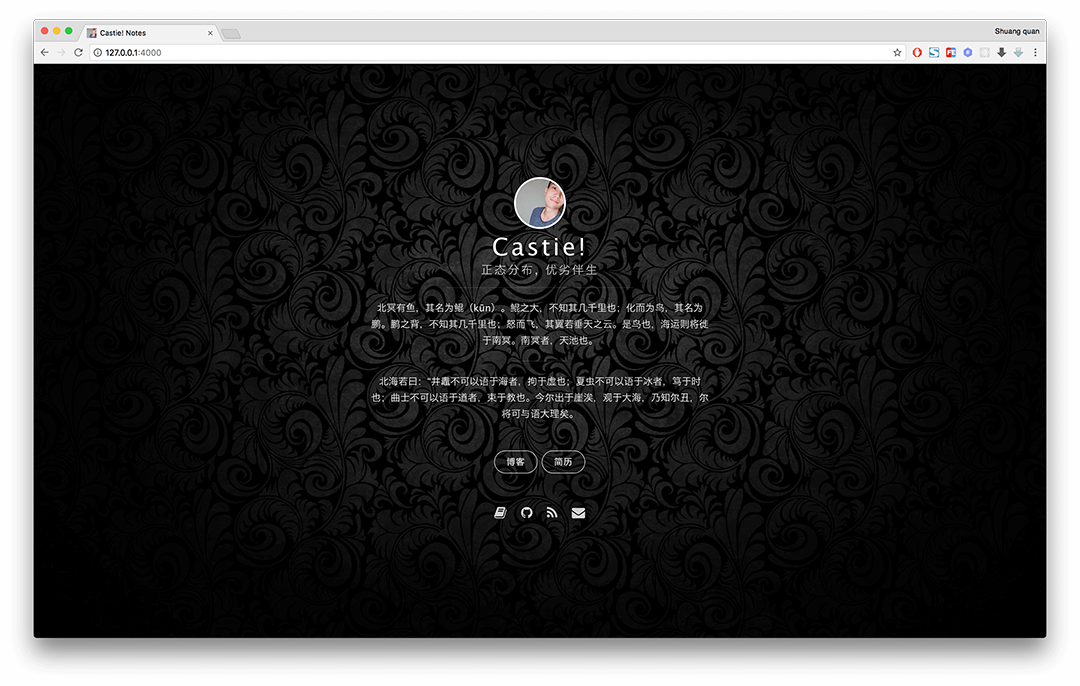 Castie! Notes
Shuang quan
127.0.0.1:4000
Castie!
正态分布，优劣伴生
北冥有鱼，其名为鲲（kūn）。鲲之大，不知其几千里也；化而为鸟，其名为
鹏。鹏之背，不知其几千里也；怒而飞，其翼若垂天之云。是鸟也，海运则将徙
于南冥。南冥者，天池也。
北海若曰：“井鼃不可以语于海者，拘于虚也；夏虫不可以语于冰者，笃于时
也；曲士不可以语于道者，束于教也。今尔出于崖涘，观于大海，乃知尔丑，尔
将可与语大理矣。
博客
简历